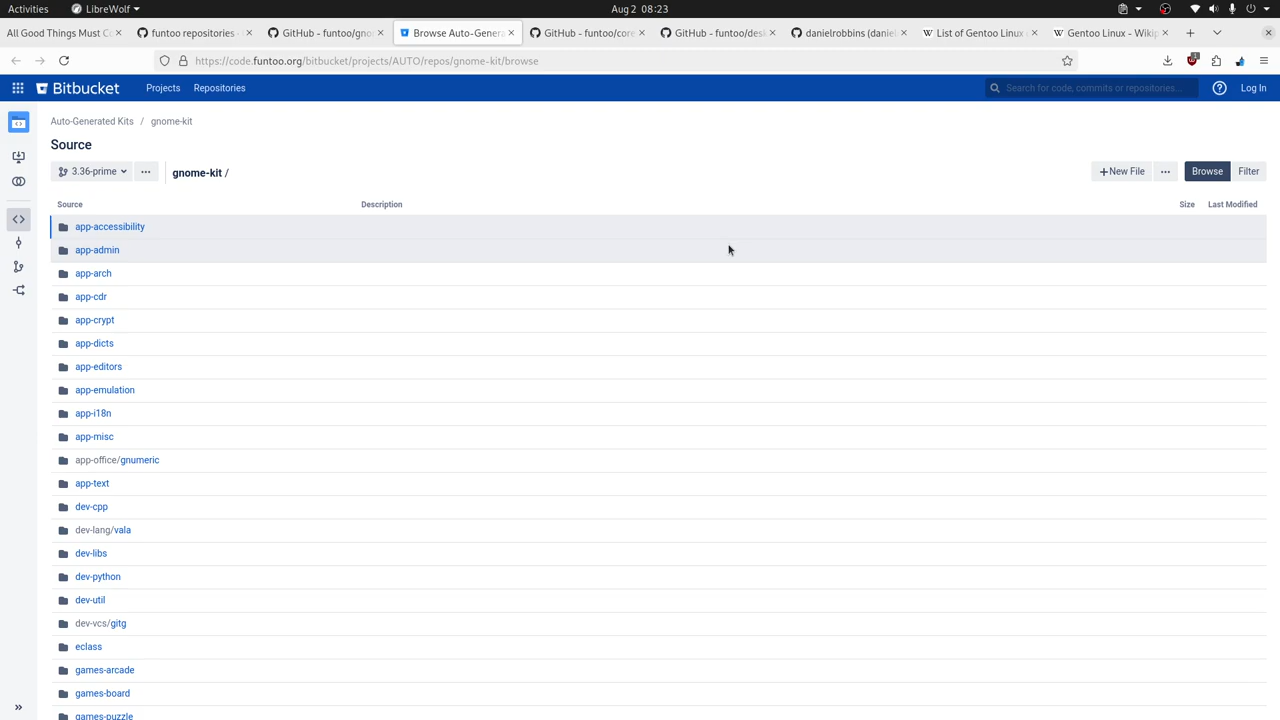 Activities LibreWolf Aug 2 08:23
All Good Things Must Co funtoo repositories - GitHub - funtoo/gno Browse Auto-Genera GitHub - funtoo/core GitHub - funtoo/desk danielrobbins (daniel List of Gentoo Linux Gentoo Linux - Wikip
https://code.funtoo.org/bitbucket/projects/AUTO/repos/gnome-kit/browse
Bitbucket Projects Repositories Search for code, commits or repositories... Log In
Auto-Generated Kits / gnome-kit
Source
3.36-prime gnome-kit / New File Browse Filter
Source Description Size Last Modified
app-accessibility
app-admin
app-arch
app-cdr
app-crypt
app-dicts
app-editors
app-emulation
app-i18n
app-misc
app-office/gnumeric
app-text
dev-cpp
dev-lang/vala
dev-libs
dev-python
dev-util
dev-vcs/gitg
eclass
games-arcade
games-board
games-puzzle